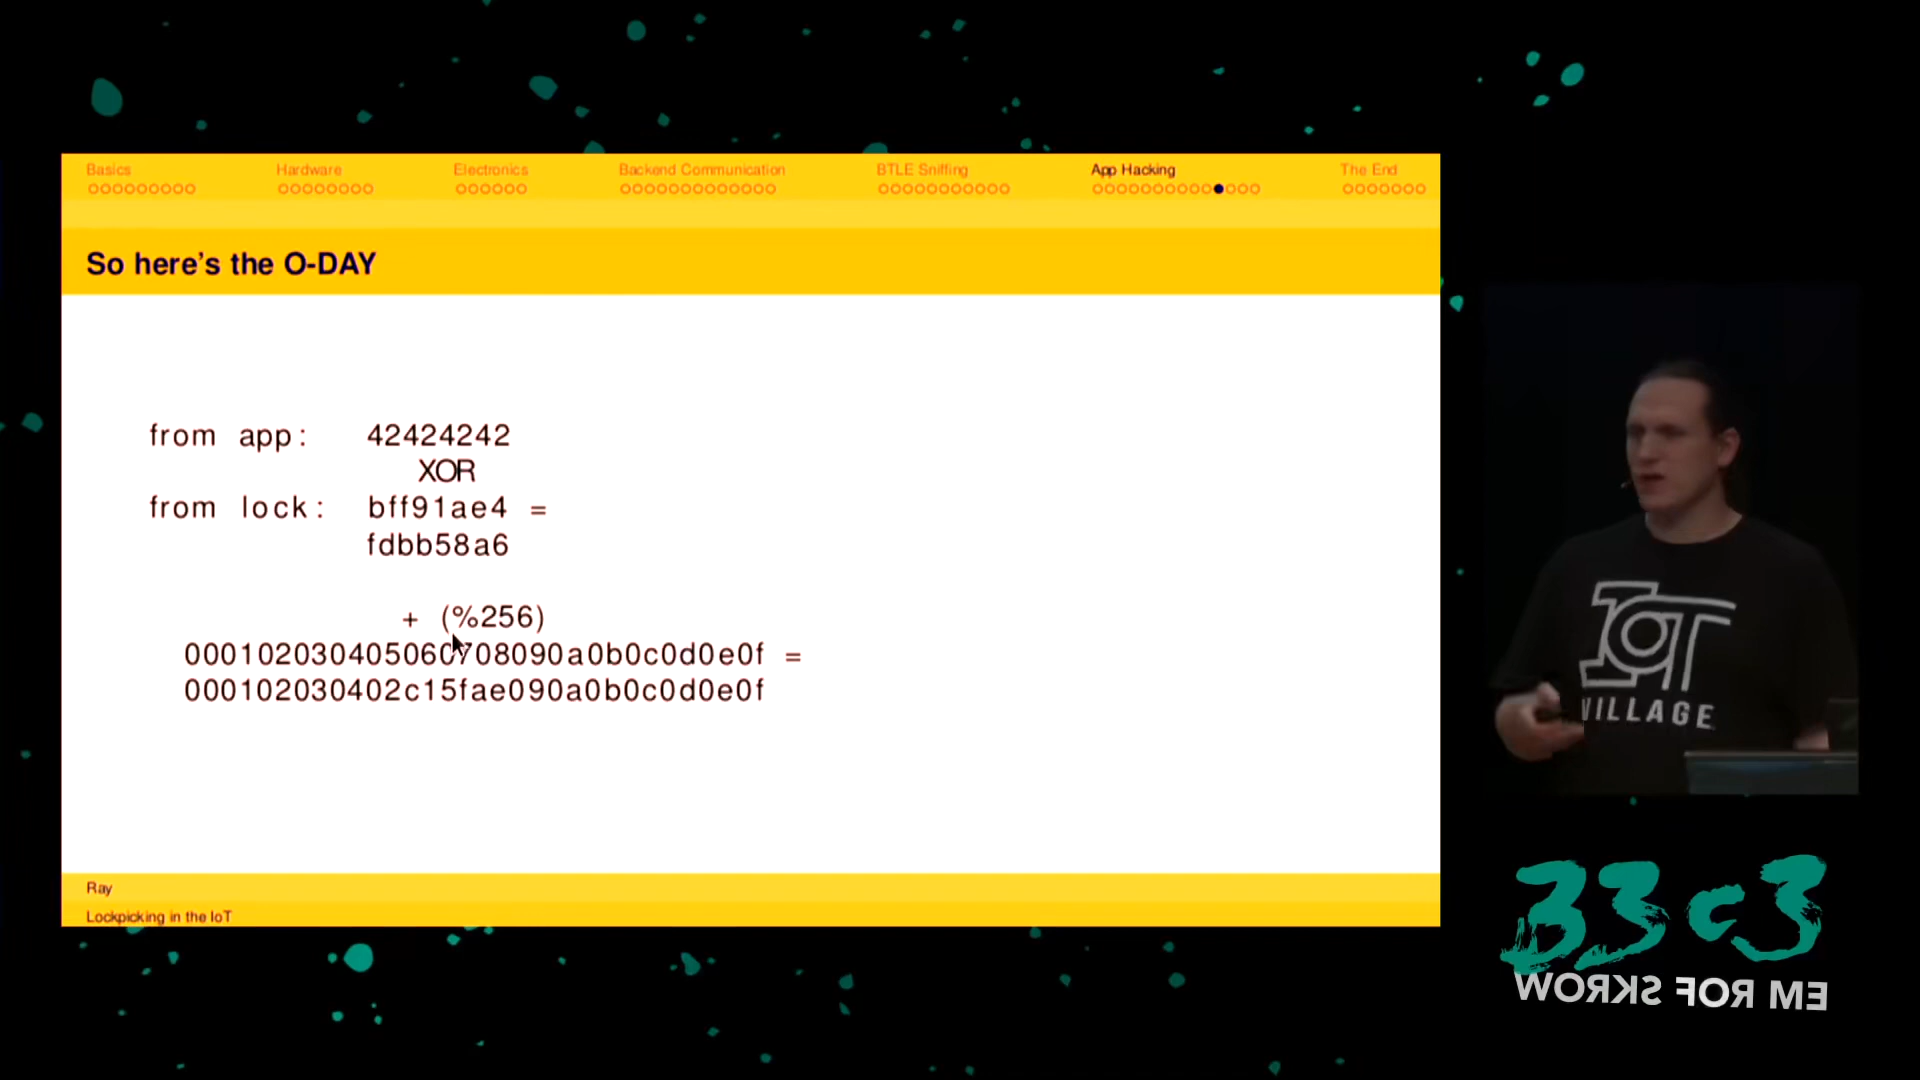 Basics Hardware Electronics Backend Communication BTLE Sniffing App Hacking The End
So here's the O-DAY
from app: 42424242
XOR
from lock: bff91ae4 =
fdbb58a6
+ (%256)
000102030405060708090a0b0c0d0e0f =
000102030402c15fae090a0b0c0d0e0f
Ray
Lockpicking in the IoT
IOT
VILLAGE
33c3
WORKS FOR ME